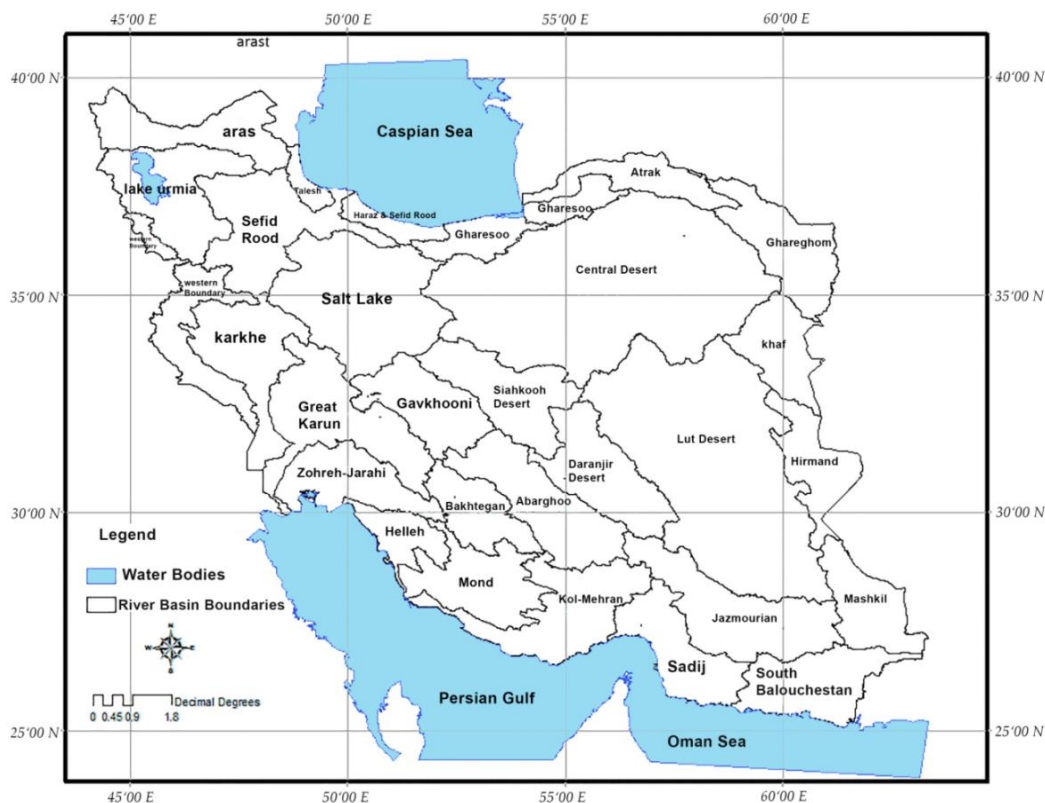 45°00 E
50°00 E
55°00 E
60°00 E
arast
40°00 N
40°00 N
Caspian Sea
aras
lake urmia
Talesh
Atrak
Haraz & Sefid Rood
Gharesoo
Sefid
Rood
Gharesoo
Ghareghom
western
Boundary
Central Desert
western
Boundary
35°00 N
35°00 N
Salt Lake
karkhe
khaf
Siahkooh
Desert
Gavkhooni
Great
Karun
Lut Desert
Hirmand
Zohreh-Jarahi
Daranjir
Desert
Bakhtegan
Abarghoo
30°00 N
30°00 N
Helleh
Legend
Water Bodies
River Basin Boundaries
Mond
Kol-Mehran
Mashkil
Jazmourian
N
W
E
S
Sadij
South
Balouchestan
Persian Gulf
Decimal Degrees
0 0.45 0.9 1.8
25°00 N
25°00 N
Oman Sea
45°00 E
50°00 E
55°00 E
60°00 E